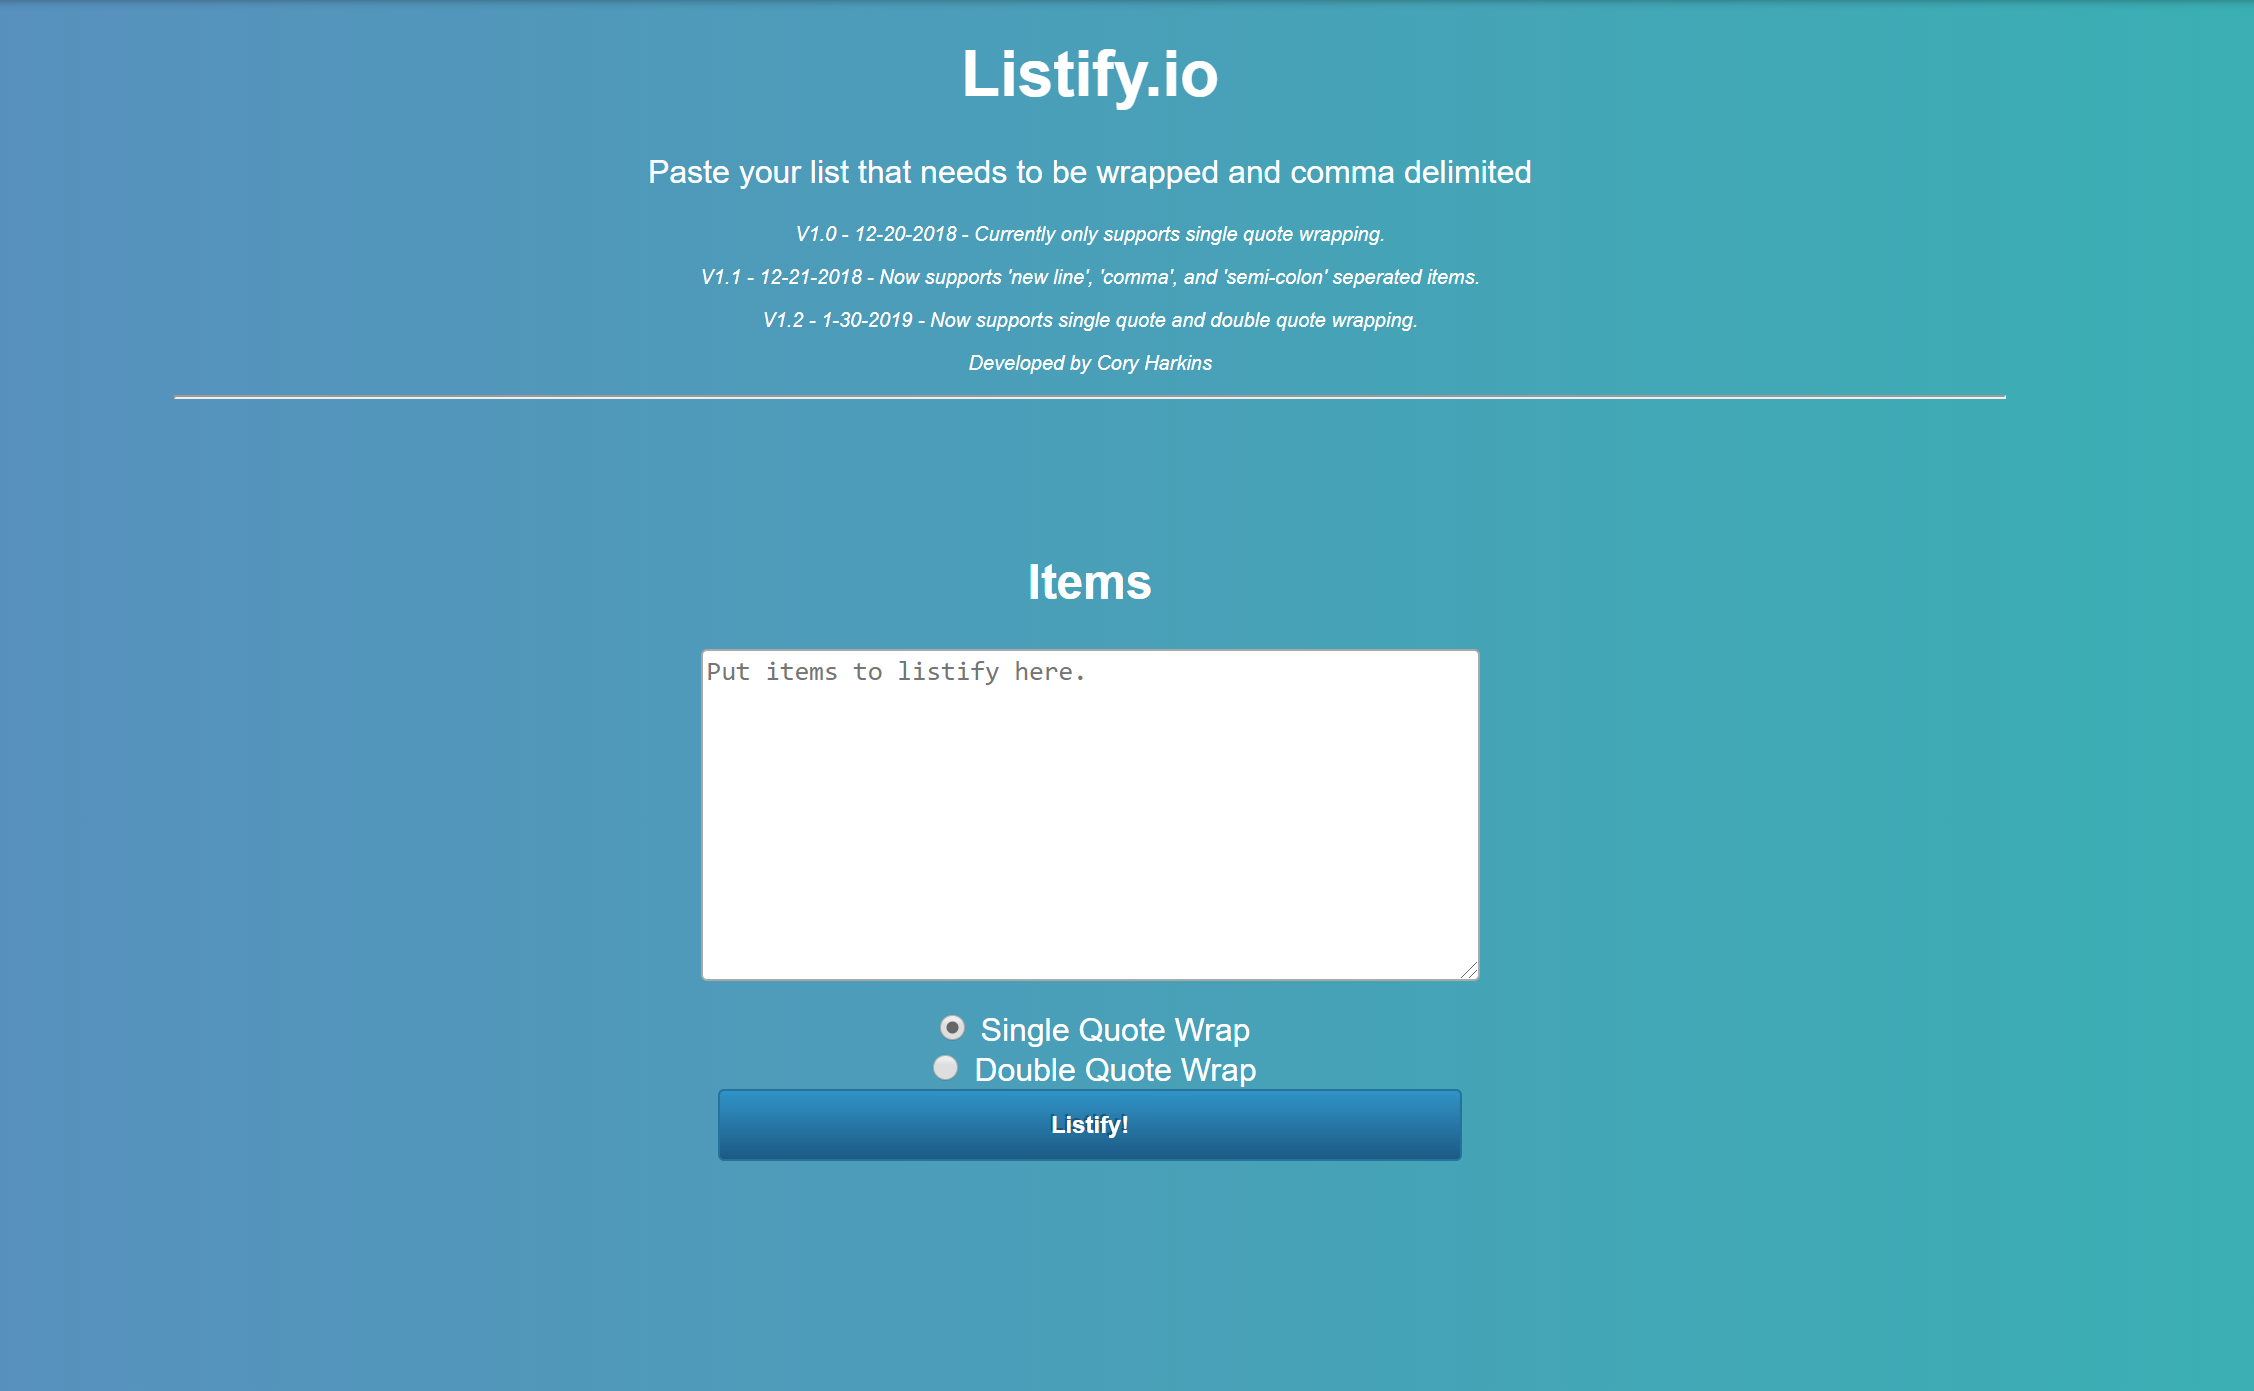 Listify.io
Paste your list that needs to be wrapped and comma delimited
V1.0 - 12-20-2018 - Currently only supports single quote wrapping.
V1.1 - 12-21-2018 - Now supports 'new line', 'comma', and 'semi-colon' seperated items.
V1.2 - 1-30-2019 - Now supports single quote and double quote wrapping.
Developed by Cory Harkins
Items
Put items to listify here.
Single Quote Wrap
Double Quote Wrap
Listify!